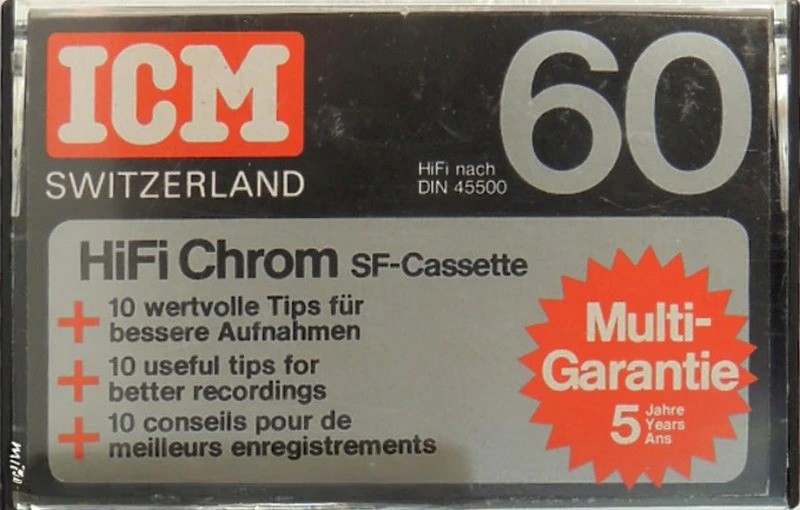 ICM
SWITZERLAND
60
HiFi nach
DIN 45500
HiFi Chrom SF-Cassette
+ 10 wertvolle Tips für
bessere Aufnahmen
+ 10 useful tips for
better recordings
+ 10 conseils pour de
meilleurs enregistrements
Multi-
Garantie
5 Jahre
Years
Ans